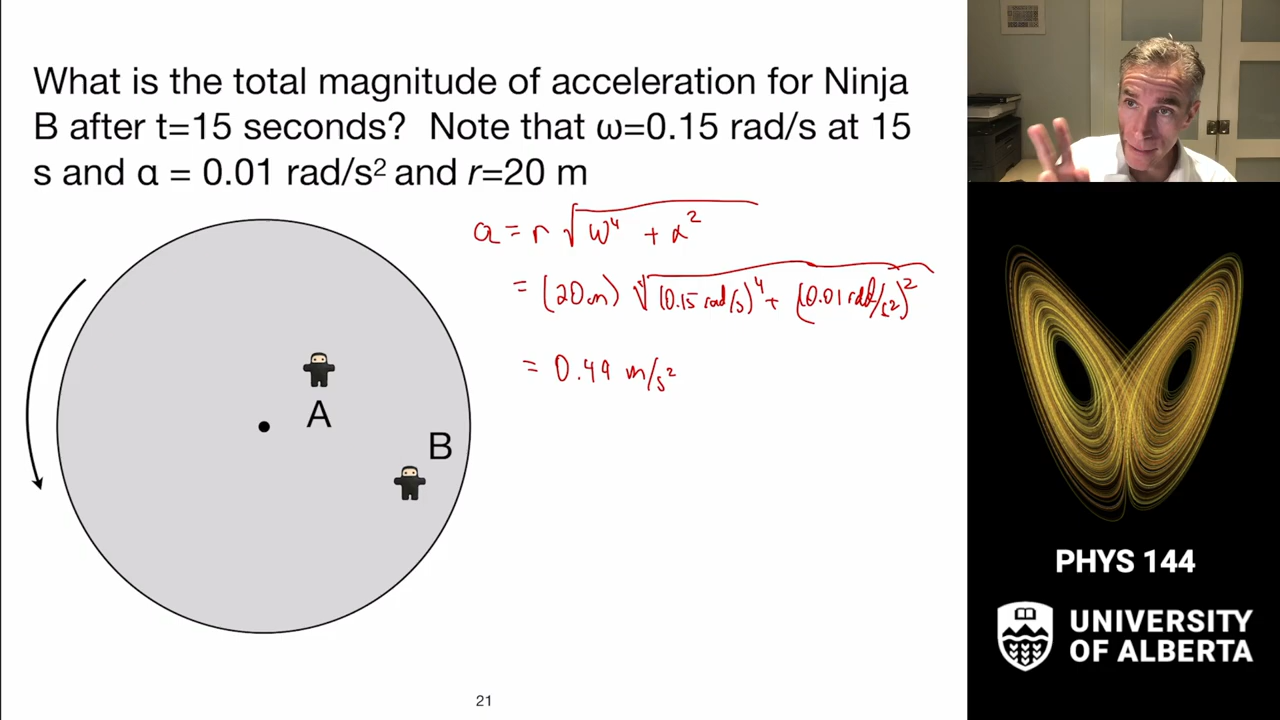 What is the total magnitude of acceleration for Ninja
B after t=15 seconds? Note that ω=0.15 rad/s at 15
s and α = 0.01 rad/s² and r=20 m
a = r √(ω⁴ + α²)
= (20m) √((0.15 rad/s)⁴ + (0.01 rad/s²)²)
= 0.49 m/s²
A
B
21
PHYS 144
UNIVERSITY
OF ALBERTA